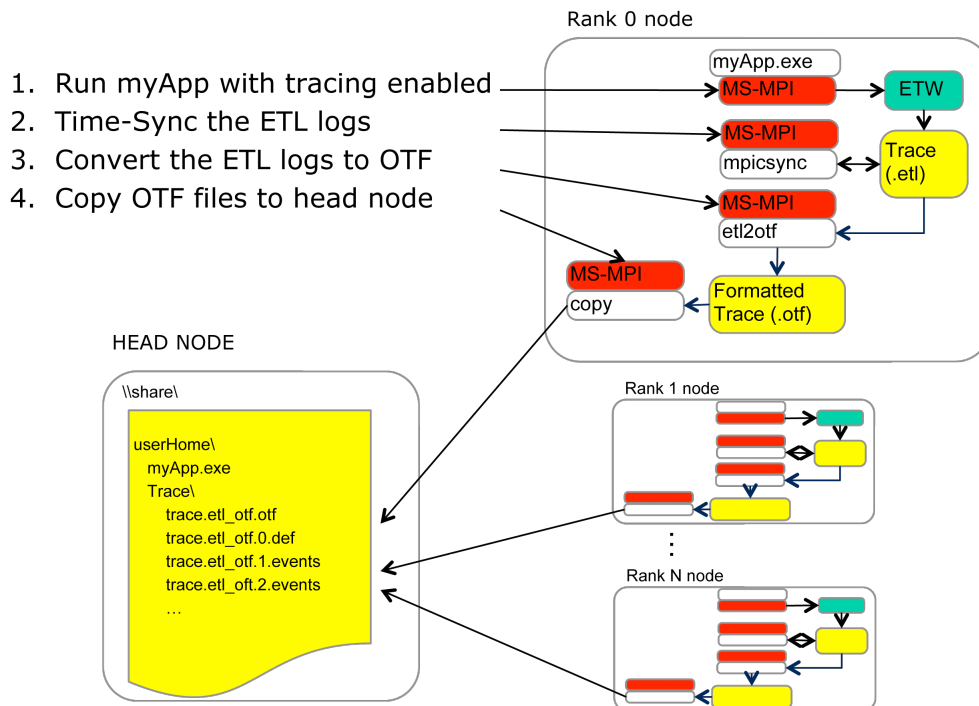 Rank 0 node
1. Run myApp with tracing enabled
2. Time-Sync the ETL logs
3. Convert the ETL logs to OTF
4. Copy OTF files to head node
myApp.exe
MS-MPI
ETW
MS-MPI
mpicsync
Trace
(.etl)
MS-MPI
etl2otf
MS-MPI
copy
Formatted
Trace (.otf)
HEAD NODE
\\share\
userHome\
myApp.exe
Trace\
trace.etl_otf.otf
trace.etl_otf.0.def
trace.etl_otf.1.events
trace.etl_oft.2.events
…
Rank 1 node
⋮
Rank N node